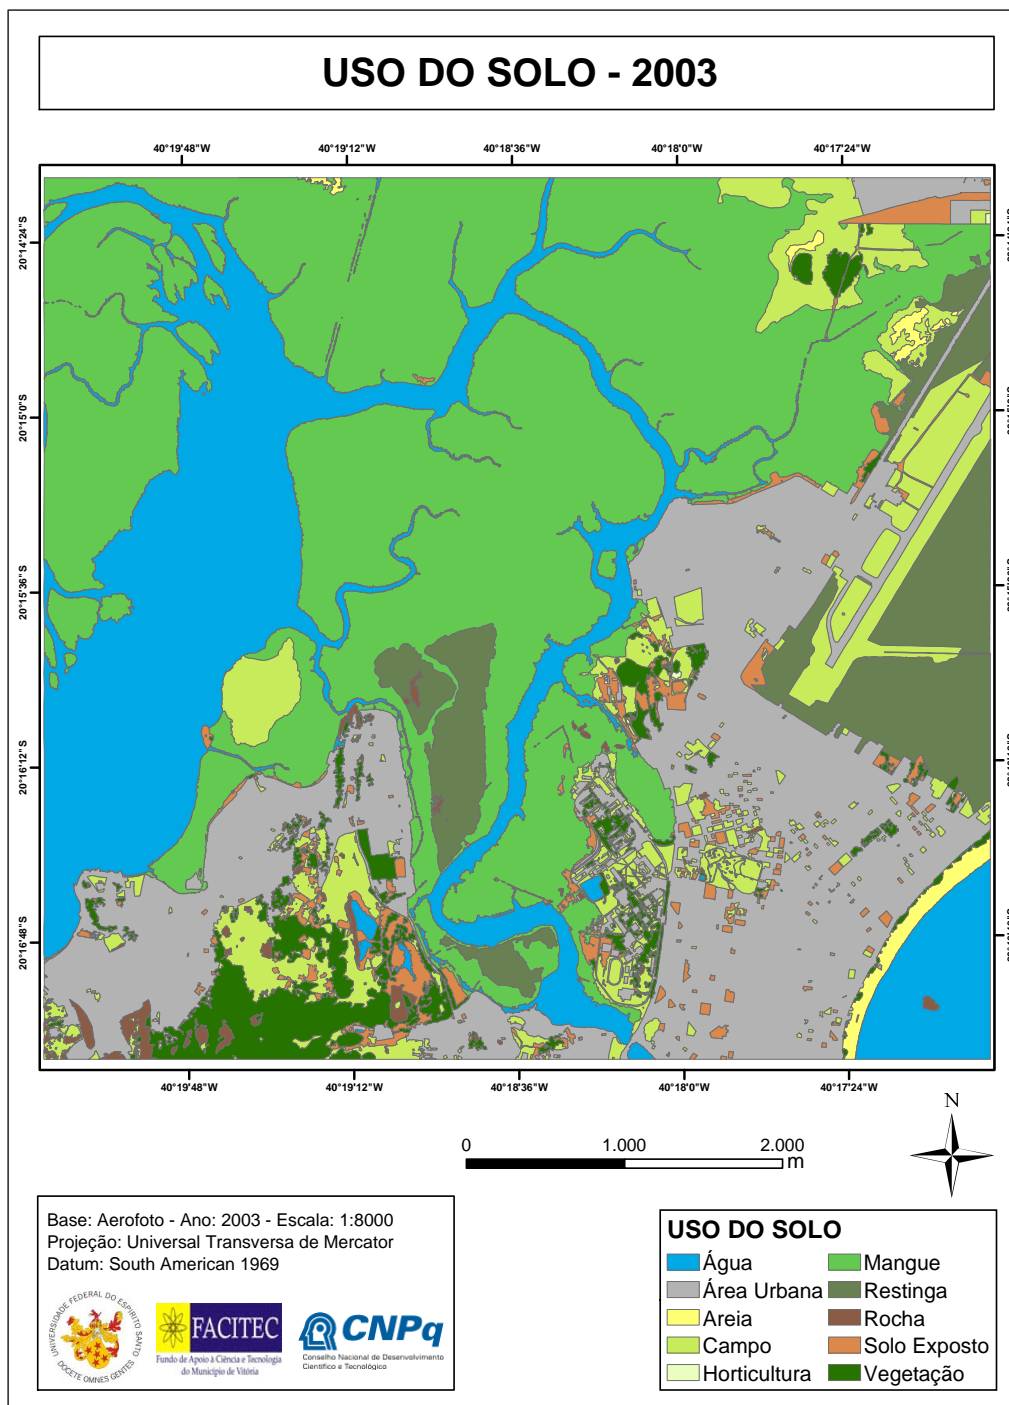 USO DO SOLO - 2003
40°19'48"W 40°19'12"W 40°18'36"W 40°18'0"W 40°17'24"W
20°14'24"S
20°15'0"S
20°15'36"S
20°16'12"S
20°16'48"S
40°19'48"W 40°19'12"W 40°18'36"W 40°18'0"W 40°17'24"W
N
0 1.000 2.000
m
Base: Aerofoto - Ano: 2003 - Escala: 1:8000
Projeção: Universal Transversa de Mercator
Datum: South American 1969
UNIVERSIDADE FEDERAL DO ESPÍRITO SANTO
DOCETE OMNES GENTES
FACITEC
Fundo de Apoio à Ciência e Tecnologia
do Município de Vitória
CNPq
Conselho Nacional de Desenvolvimento
Científico e Tecnológico
USO DO SOLO
Água Mangue
Área Urbana Restinga
Areia Rocha
Campo Solo Exposto
Horticultura Vegetação